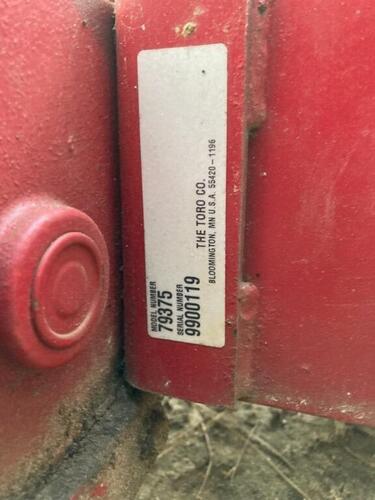 MODEL NUMBER
79375
SERIAL NUMBER
9900119
THE TORO CO.
BLOOMINGTON, MN U.S.A. 55420-1196